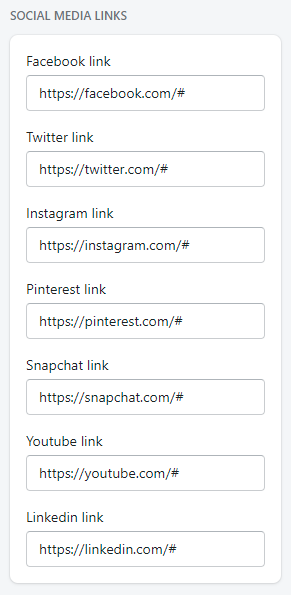 SOCIAL MEDIA LINKS
Facebook link
https://facebook.com/#
Twitter link
https://twitter.com/#
Instagram link
https://instagram.com/#
Pinterest link
https://pinterest.com/#
Snapchat link
https://snapchat.com/#
Youtube link
https://youtube.com/#
Linkedin link
https://linkedin.com/#